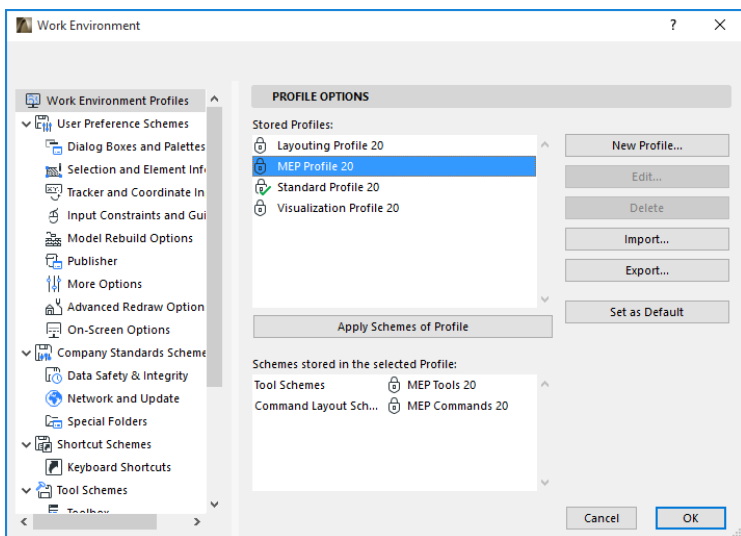 Work Environment
?
Work Environment Profiles
User Preference Schemes
Dialog Boxes and Palettes
Selection and Element Inf
Tracker and Coordinate In
Input Constraints and Gui
Model Rebuild Options
Publisher
More Options
Advanced Redraw Option
On-Screen Options
Company Standards Scheme
Data Safety & Integrity
Network and Update
Special Folders
Shortcut Schemes
Keyboard Shortcuts
Tool Schemes
Toolbox
PROFILE OPTIONS
Stored Profiles:
Layouting Profile 20
MEP Profile 20
Standard Profile 20
Visualization Profile 20
New Profile...
Edit...
Delete
Import...
Export...
Set as Default
Apply Schemes of Profile
Schemes stored in the selected Profile:
Tool Schemes MEP Tools 20
Command Layout Sch... MEP Commands 20
Cancel
OK